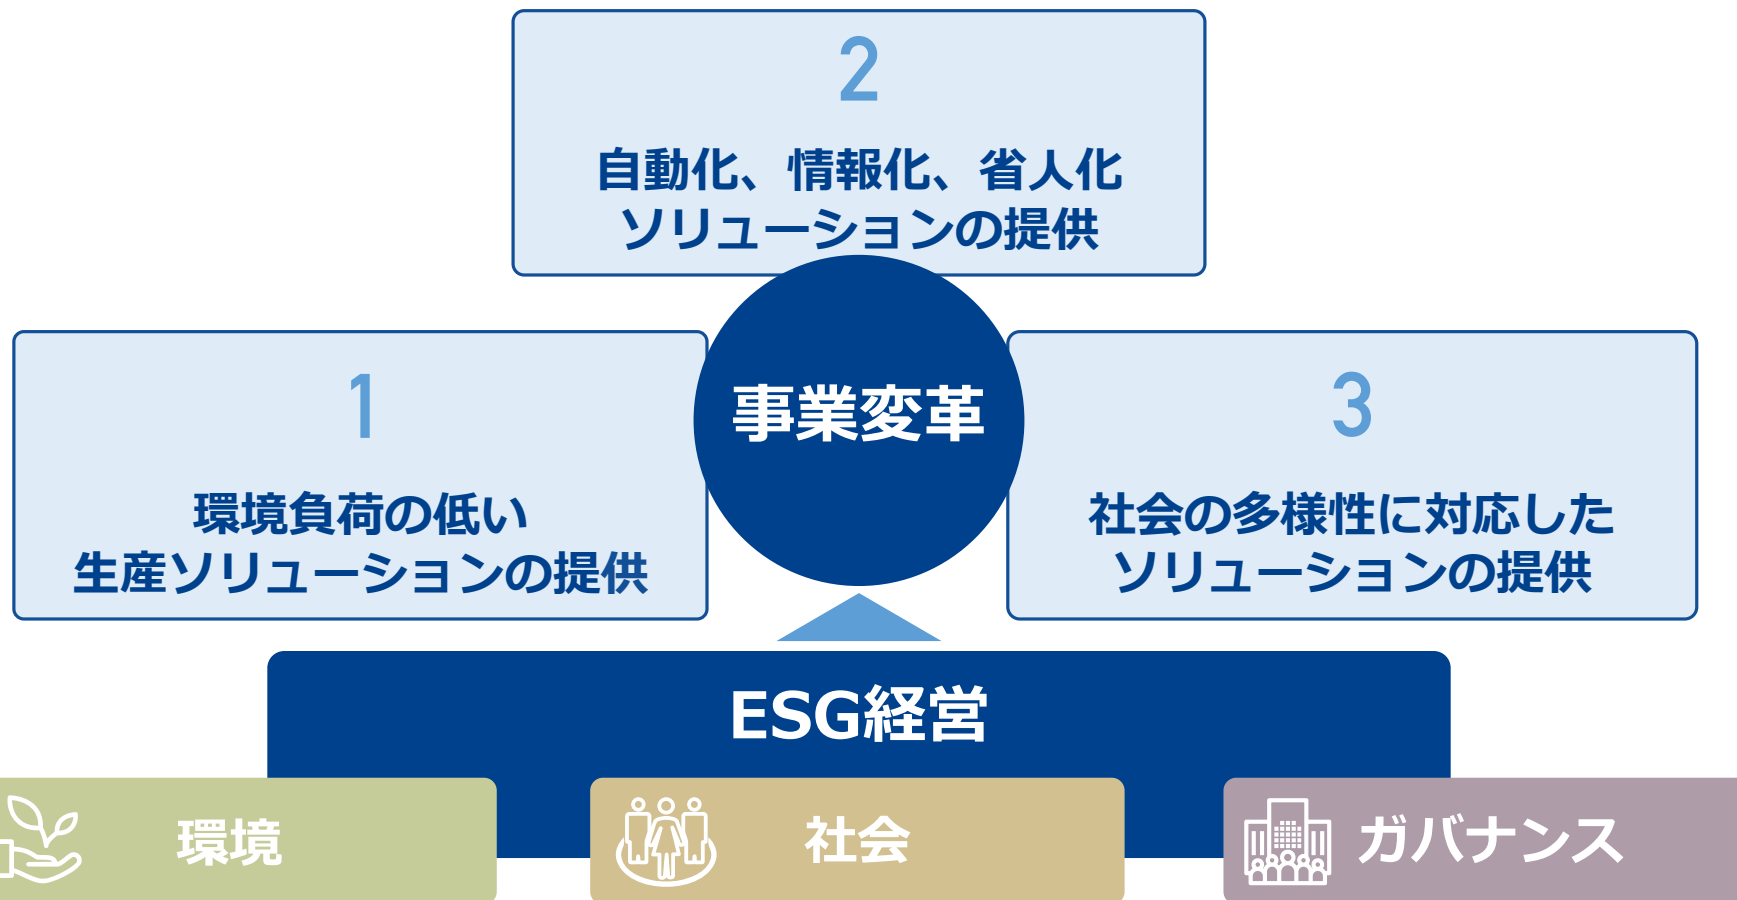 2
自動化、情報化、省人化
ソリューションの提供
1
環境負荷の低い
生産ソリューションの提供
事業変革
3
社会の多様性に対応した
ソリューションの提供
ESG経営
環境
社会
ガバナンス